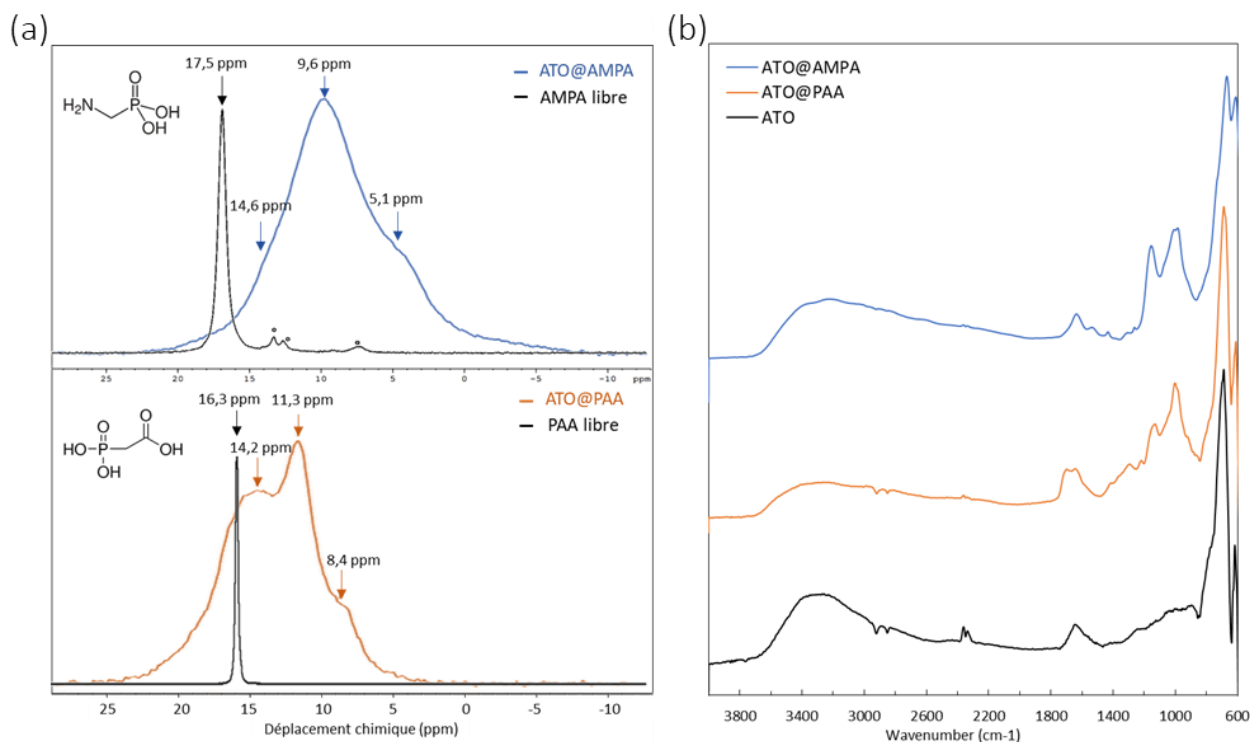 (a)
17,5 ppm
9,6 ppm
ATO@AMPA
AMPA libre
O
H₂N
P
OH
OH
14,6 ppm
5,1 ppm
20 15 10 5 0 -5 -10 ppm
16,3 ppm
11,3 ppm
ATO@PAA
PAA libre
O O
HO P OH
OH
14,2 ppm
8,4 ppm
25 20 15 10 5 0 -5 -10
Déplacement chimique (ppm)
(b)
ATO@AMPA
ATO@PAA
ATO
3800 3400 3000 2600 2200 1800 1400 1000 600
Wavenumber (cm-1)